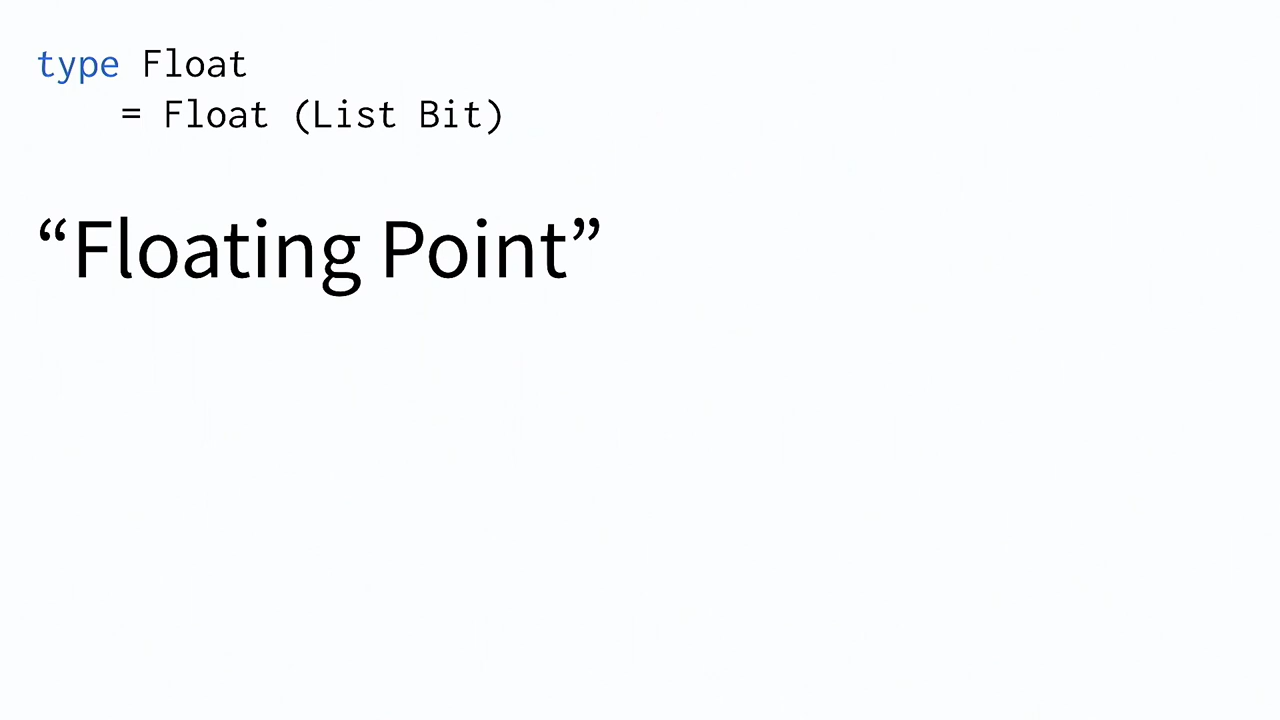 type Float
    = Float (List Bit)
“Floating Point”